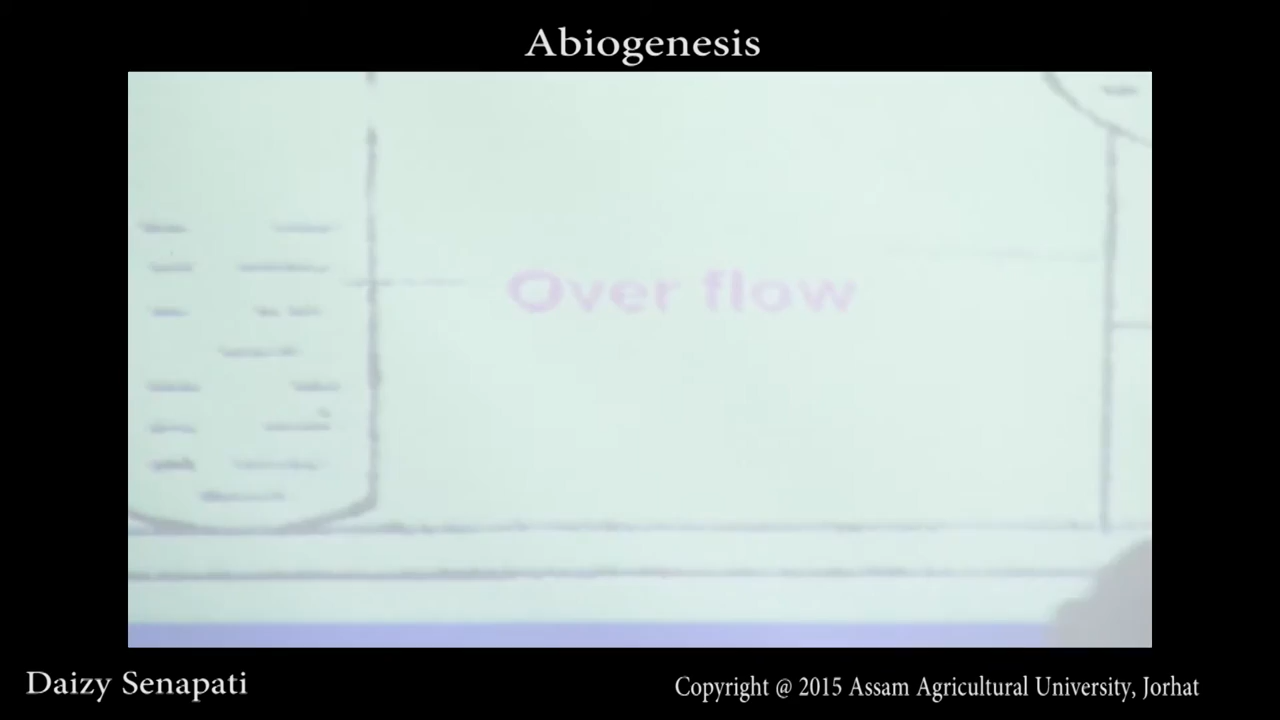 Abiogenesis
Over flow
Daizy Senapati
Copyright @ 2015 Assam Agricultural University, Jorhat